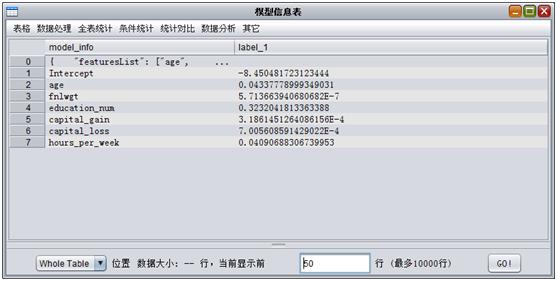 模型信息表
表格 数据处理 全表统计 条件统计 统计对比 数据分析 其它
model_info label_1
0 { "featuresList": ["age", ...
1 Intercept -8.450481723123444
2 age 0.04337778999349031
3 fnlwgt 5.713663940680682E-7
4 education_num 0.3232041813363388
5 capital_gain 3.1861451264086156E-4
6 capital_loss 7.005608591429022E-4
7 hours_per_week 0.04090688306739953
Whole Table 位置 数据大小: -- 行, 当前显示前 50 行 (最多10000行) GO!